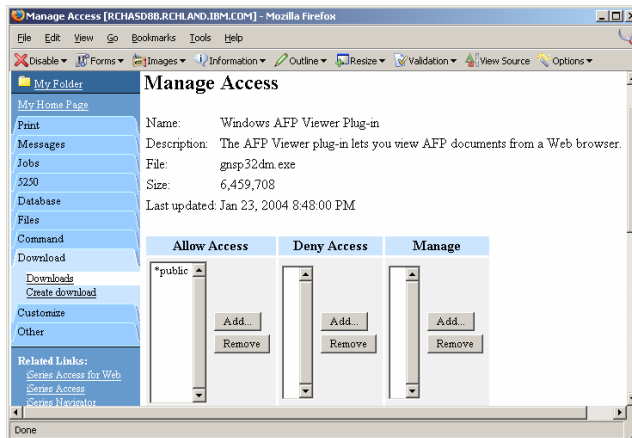 Manage Access [RCHASD8B.RCHLAND.IBM.COM] - Mozilla Firefox
File Edit View Go Bookmarks Tools Help
Disable Forms Images Information Outline Resize Validation View Source Options
My Folder
My Home Page
Print
Messages
Jobs
5250
Database
Files
Command
Download
Downloads
Create download
Customize
Other
Related Links:
iSeries Access for Web
iSeries Access
iSeries Navigator
Manage Access
Name: Windows AFP Viewer Plug-in
Description: The AFP Viewer plug-in lets you view AFP documents from a Web browser.
File: gnsp32dm.exe
Size: 6,459,708
Last updated: Jan 23, 2004 8:48:00 PM
Allow Access Deny Access Manage
*public
Add... Add... Add...
Remove Remove Remove
Done